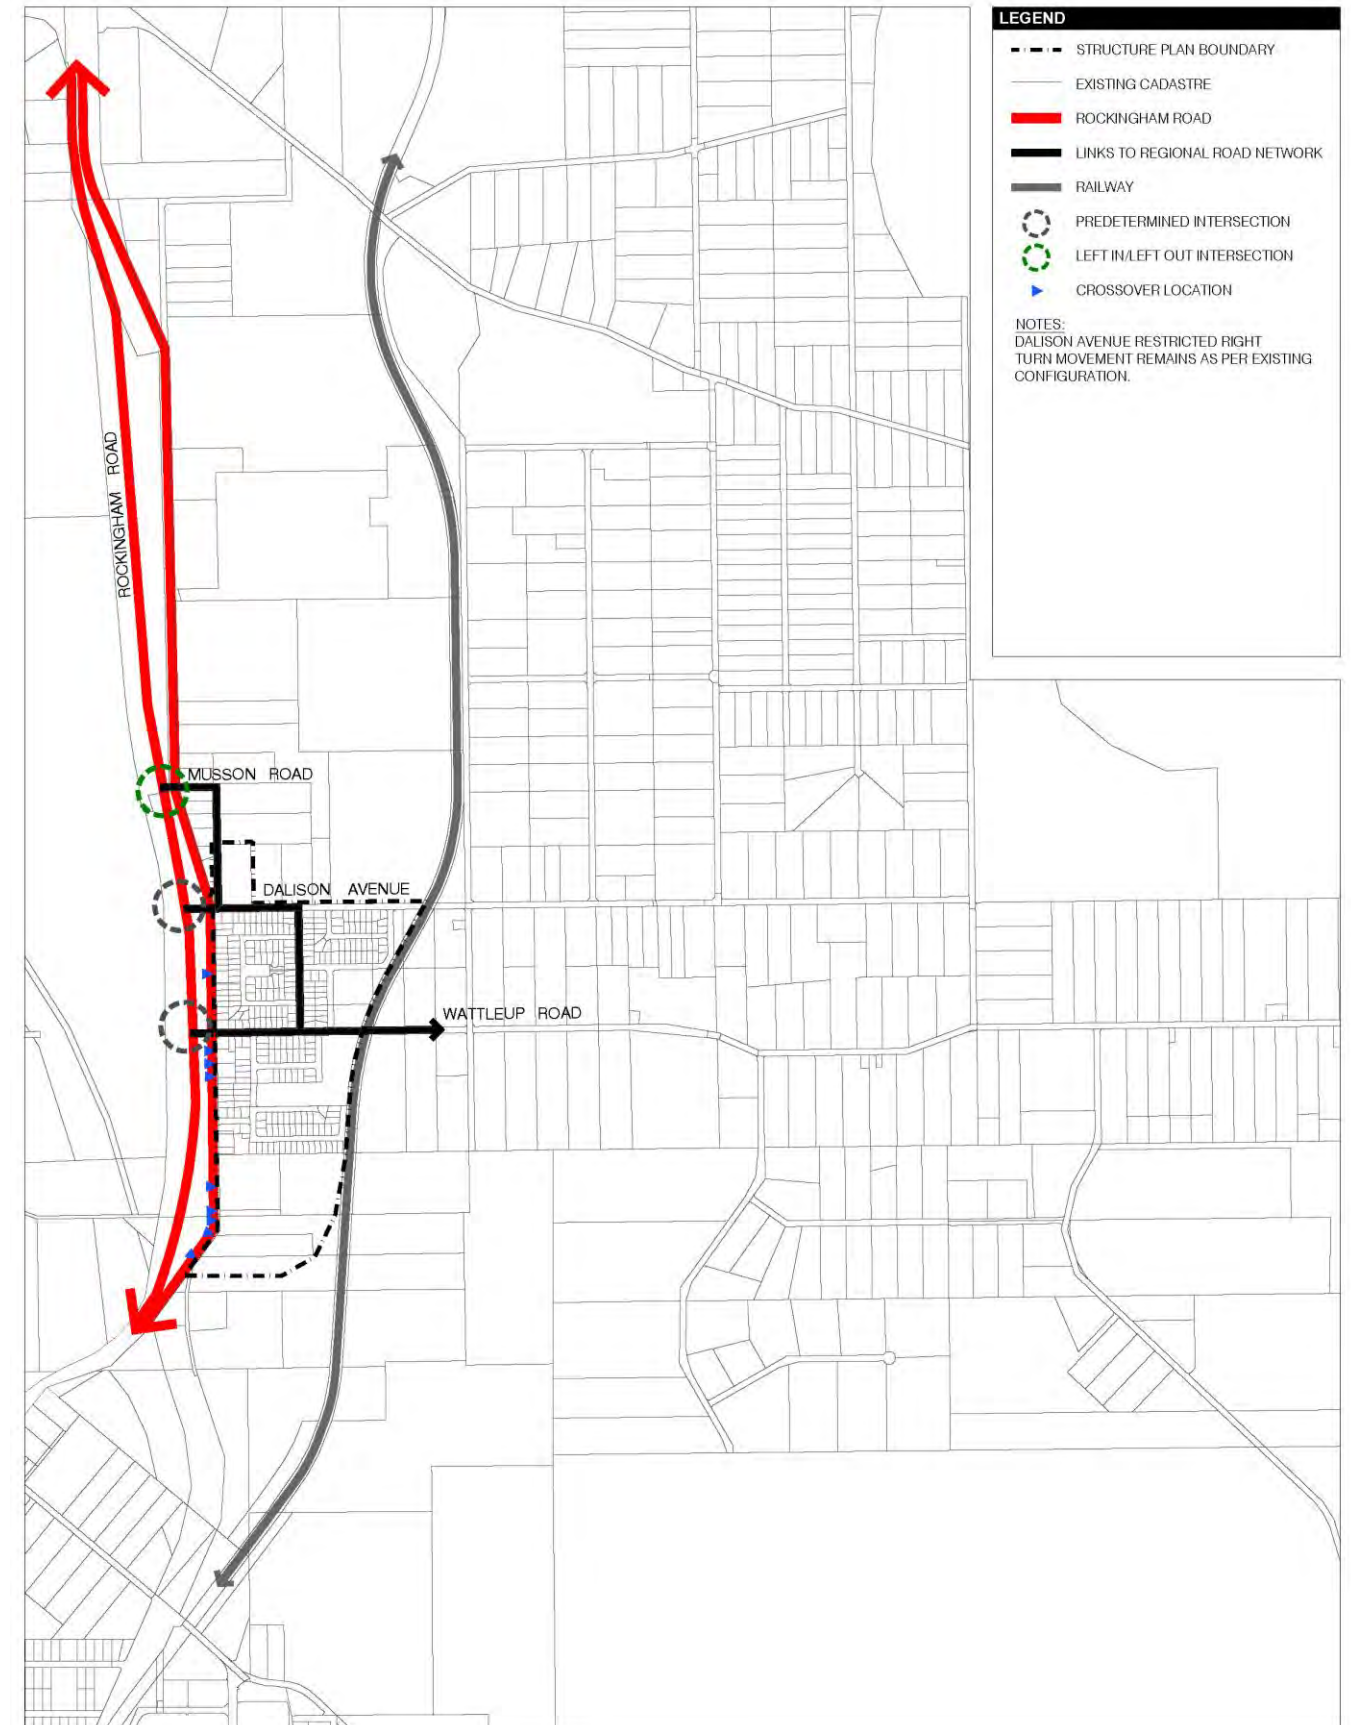 LEGEND
STRUCTURE PLAN BOUNDARY
EXISTING CADASTRE
ROCKINGHAM ROAD
LINKS TO REGIONAL ROAD NETWORK
RAILWAY
PREDETERMINED INTERSECTION
LEFT IN/LEFT OUT INTERSECTION
CROSSOVER LOCATION
NOTES:
DALISON AVENUE RESTRICTED RIGHT
TURN MOVEMENT REMAINS AS PER EXISTING
CONFIGURATION.
ROCKINGHAM ROAD
MUSSON ROAD
DALISON AVENUE
WATTLEUP ROAD